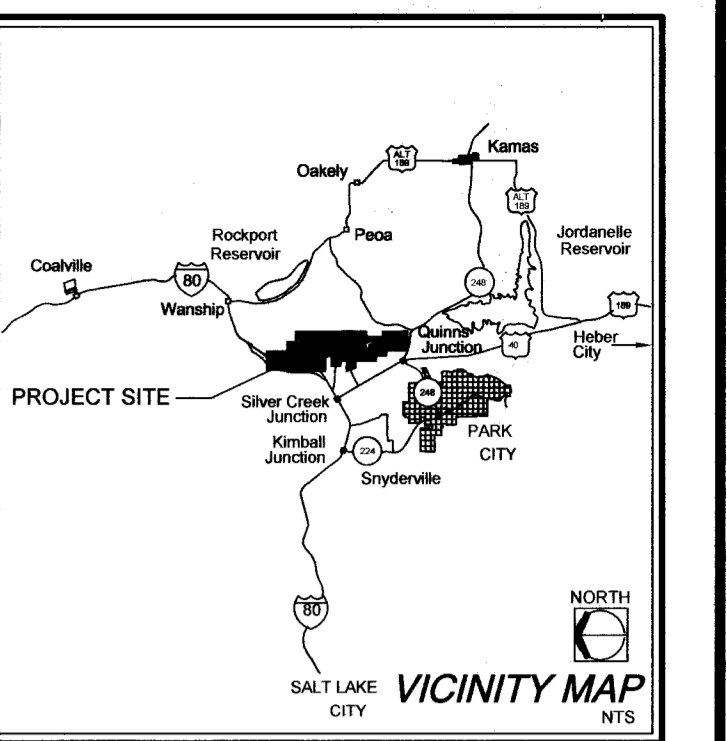 Kamas
ALT
189
Oakely
ALT
189
Peoa
Rockport
Reservoir
Jordanelle
Reservoir
Coalville
80
248
Wanship
189
Quinns
Junction
40
Heber
City
PROJECT SITE
248
Silver Creek
Junction
PARK
CITY
Kimball
Junction
224
Snyderville
NORTH
80
SALT LAKE
CITY
VICINITY MAP
NTS